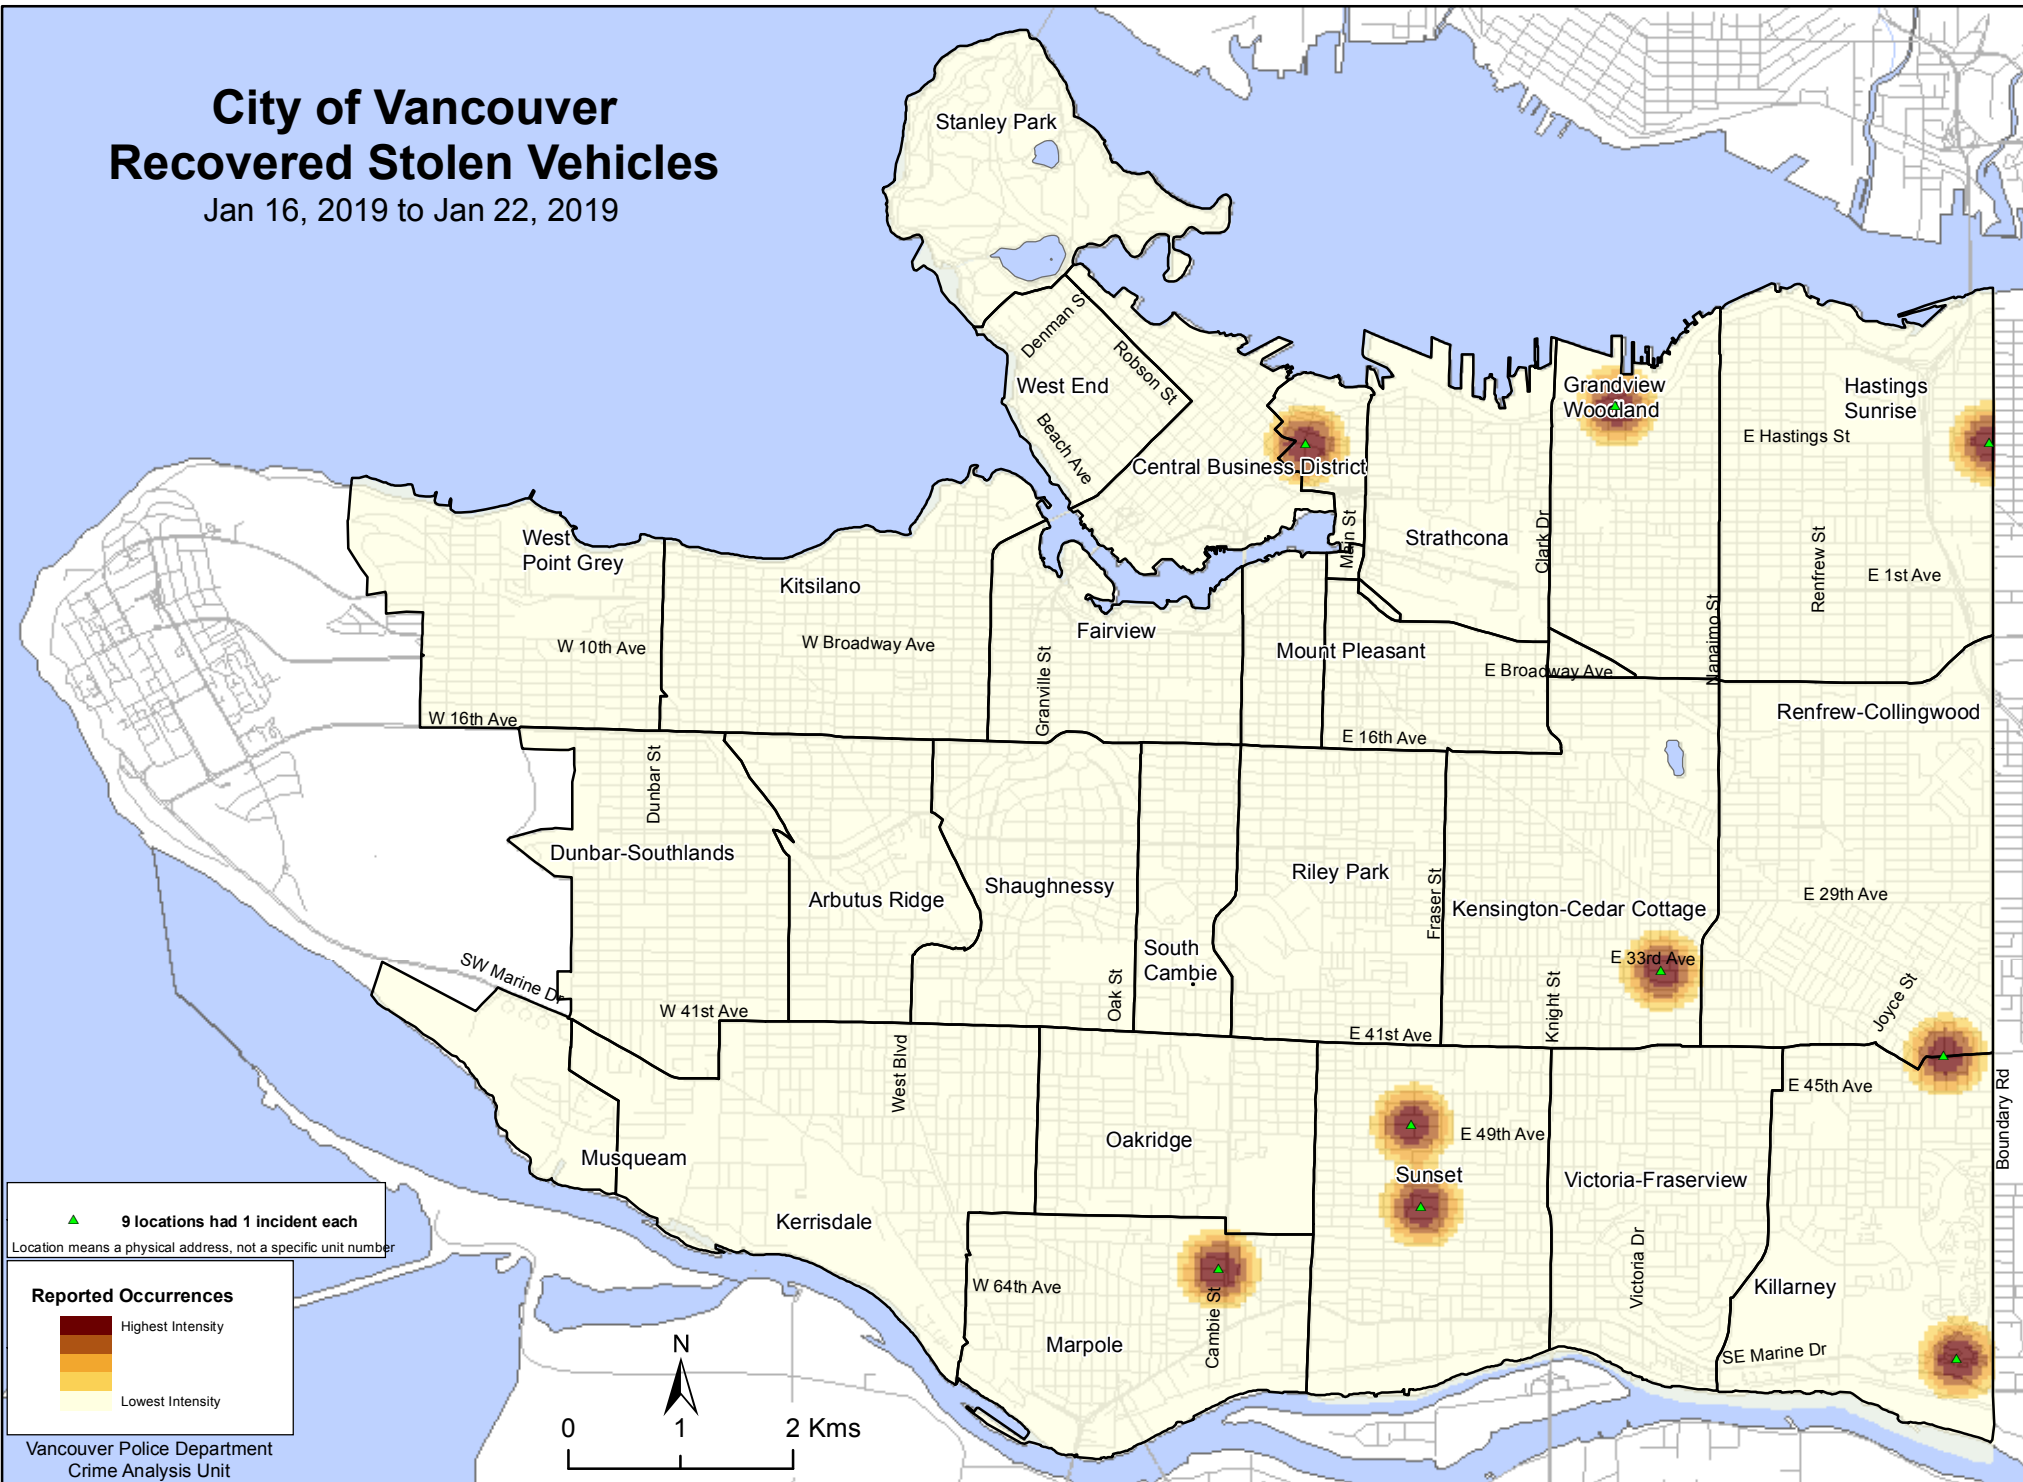 City of Vancouver
Recovered Stolen Vehicles
Jan 16, 2019 to Jan 22, 2019
Stanley Park
Denman S
Robson St
West End
Beach Ave
Central Business District
Grandview
Woodland
Hastings
Sunrise
E Hastings St
West
Point Grey
Kitsilano
Fairview
Main St
Strathcona
Clark Dr
Nanaimo St
Renfrew St
E 1st Ave
W 10th Ave
W Broadway Ave
Granville St
Mount Pleasant
E Broadway Ave
W 16th Ave
E 16th Ave
Renfrew-Collingwood
Dunbar St
Dunbar-Southlands
Arbutus Ridge
Shaughnessy
Riley Park
Fraser St
Kensington-Cedar Cottage
E 29th Ave
South
Cambie
Oak St
E 33rd Ave
Knight St
Joyce St
SW Marine Dr
W 41st Ave
E 41st Ave
West Blvd
E 45th Ave
Boundary Rd
Musqueam
Oakridge
E 49th Ave
Sunset
Victoria-Fraserview
Kerrisdale
Victoria Dr
W 64th Ave
Cambie St
Marpole
Killarney
SE Marine Dr
9 locations had 1 incident each
Location means a physical address, not a specific unit number
Reported Occurrences
Highest Intensity
Lowest Intensity
Vancouver Police Department
Crime Analysis Unit
N
0 1 2 Kms